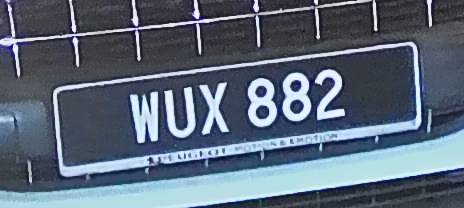 WUX 882
PEUGEOT MOTION & EMOTION